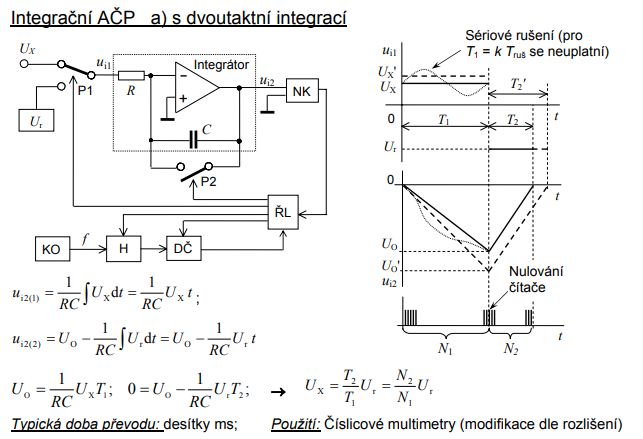 Integrační AČP a) s dvoutaktní integrací
Sériové rušení (pro
T₁ = k Truš se neuplatní)
UX
ui1
Integrátor
P1
R
–
+
C
ui2
NK
Ur
P2
ŘL
KO
f
H
DČ
ui1
UX'
UX
T2'
0
T1
T2
t
Ur
0
t
UO
UO'
ui2
Nulování
čítače
N1
N2
t
ui2(1) = 1/RC ∫ UX dt = 1/RC UX t ;
ui2(2) = UO – 1/RC ∫ Ur dt = UO – 1/RC Ur t
UO = 1/RC UX T1; 0 = UO – 1/RC Ur T2; → UX = T2/T1 Ur = N2/N1 Ur
Typická doba převodu: desítky ms; Použití: Číslicové multimetry (modifikace dle rozlišení)